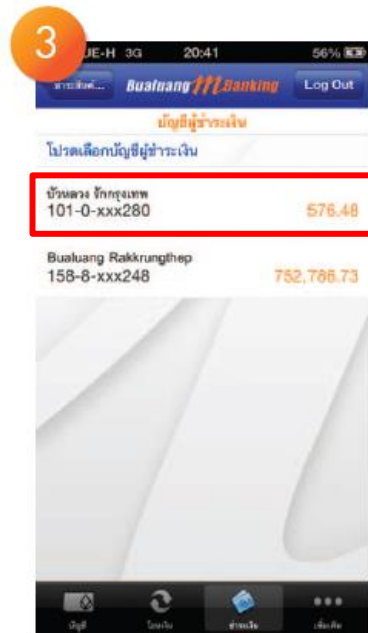 3
UE-H 3G 20:41 56%
Bualuang mBanking
Log Out
บัญชีผู้ชำระเงิน
โปรดเลือกบัญชีผู้ชำระเงิน
บัวหลวง รักกรุงเทพ
101-0-xxx280 576.48
Bualuang Rakkrungthep
158-8-xxx248 752,786.73
บัญชี โอนเงิน ชำระเงิน เพิ่มเติม